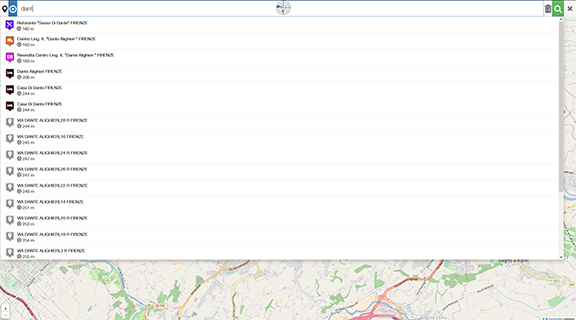 dant
Ristorante "Sasso Di Dante" FIRENZE
180 m
Centro Ling. It. "Dante Alighieri " FIRENZE
183 m
Rivendita Centro Ling. It. "Dante Alighieri " FIRENZE
183 m
Dante Alighieri FIRENZE
206 m
Casa Di Dante FIRENZE
244 m
Casa Di Dante FIRENZE
244 m
VIA DANTE ALIGHIERI,28 R FIRENZE
244 m
VIA DANTE ALIGHIERI,16 FIRENZE
245 m
VIA DANTE ALIGHIERI,24 R FIRENZE
247 m
VIA DANTE ALIGHIERI,26 R FIRENZE
247 m
VIA DANTE ALIGHIERI,22 R FIRENZE
249 m
VIA DANTE ALIGHIERI,14 FIRENZE
251 m
VIA DANTE ALIGHIERI,20 R FIRENZE
253 m
VIA DANTE ALIGHIERI,18 R FIRENZE
254 m
VIA DANTE ALIGHIERI,3 R FIRENZE
255 m